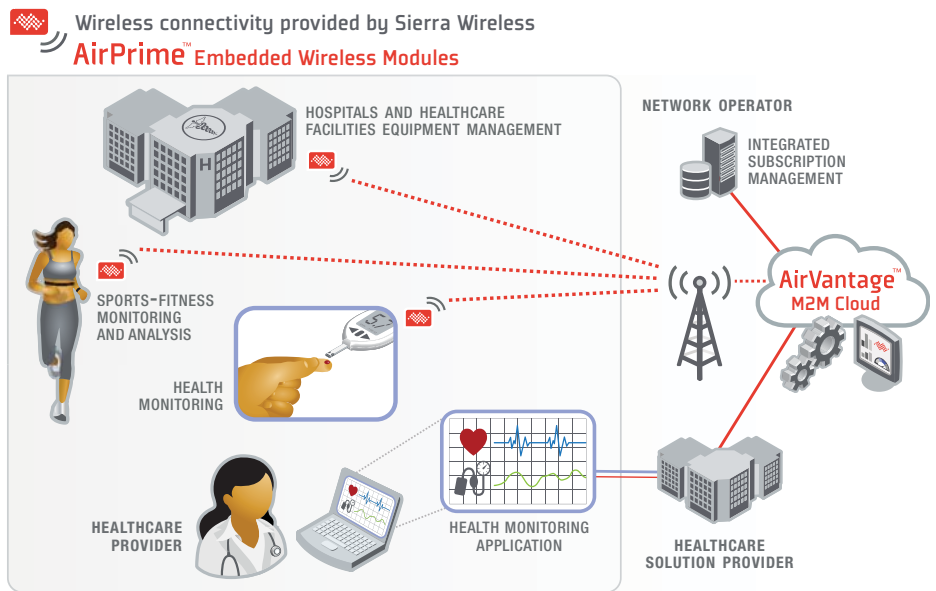 Wireless connectivity provided by Sierra Wireless
AirPrime™ Embedded Wireless Modules
HOSPITALS AND HEALTHCARE
FACILITIES EQUIPMENT MANAGEMENT
H
NETWORK OPERATOR
INTEGRATED
SUBSCRIPTION
MANAGEMENT
AirVantage™
M2M Cloud
SPORTS-FITNESS
MONITORING
AND ANALYSIS
5.7
HEALTH
MONITORING
HEALTHCARE
PROVIDER
HEALTH MONITORING
APPLICATION
HEALTHCARE
SOLUTION PROVIDER